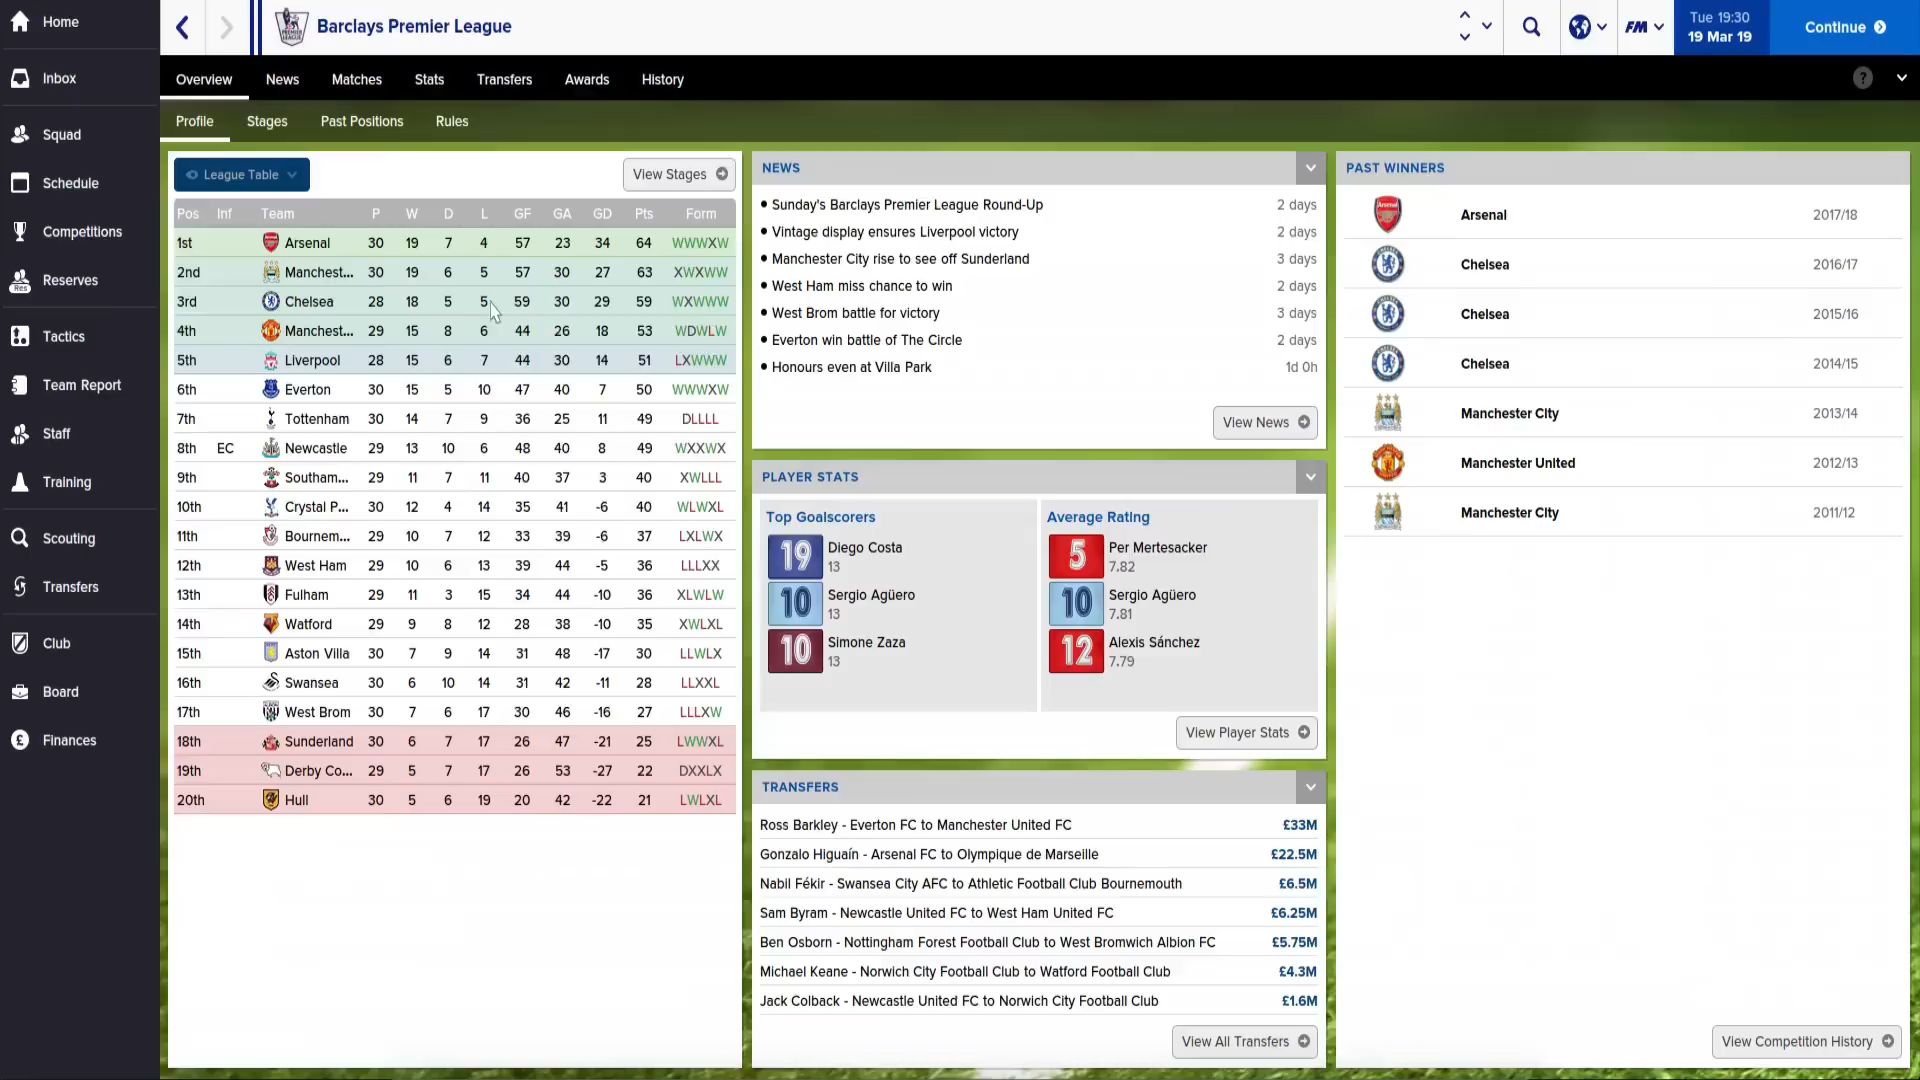 Home
Inbox
Squad
Schedule
Competitions
Reserves
Tactics
Team Report
Staff
Training
Scouting
Transfers
Club
Board
Finances
Barclays Premier League
FM
Tue 19:30
19 Mar 19
Continue
Overview News Matches Stats Transfers Awards History
?
Profile Stages Past Positions Rules
League Table
View Stages
Pos Inf Team P W D L GF GA GD Pts Form
1st Arsenal 30 19 7 4 57 23 34 64 WWWXW
2nd Manchest... 30 19 6 5 57 30 27 63 XWXWW
3rd Chelsea 28 18 5 5 59 30 29 59 WXWWW
4th Manchest... 29 15 8 6 44 26 18 53 WDWLW
5th Liverpool 28 15 6 7 44 30 14 51 LXWWW
6th Everton 30 15 5 10 47 40 7 50 WWWXW
7th Tottenham 30 14 7 9 36 25 11 49 DLLLL
8th EC Newcastle 29 13 10 6 48 40 8 49 WXXWX
9th Southam... 29 11 7 11 40 37 3 40 XWLLL
10th Crystal P... 30 12 4 14 35 41 -6 40 WLWXL
11th Bournem... 29 10 7 12 33 39 -6 37 LXLWX
12th West Ham 29 10 6 13 39 44 -5 36 LLLXX
13th Fulham 29 11 3 15 34 44 -10 36 XLWLW
14th Watford 29 9 8 12 28 38 -10 35 XWLXL
15th Aston Villa 30 7 9 14 31 48 -17 30 LLWLX
16th Swansea 30 6 10 14 31 42 -11 28 LLXXL
17th West Brom 30 7 6 17 30 46 -16 27 LLLXW
18th Sunderland 30 6 7 17 26 47 -21 25 LWWXL
19th Derby Co... 29 5 7 17 26 53 -27 22 DXXLX
20th Hull 30 5 6 19 20 42 -22 21 LWLXL
NEWS
• Sunday's Barclays Premier League Round-Up 2 days
• Vintage display ensures Liverpool victory 2 days
• Manchester City rise to see off Sunderland 3 days
• West Ham miss chance to win 2 days
• West Brom battle for victory 3 days
• Everton win battle of The Circle 2 days
• Honours even at Villa Park 1d 0h
View News
PLAYER STATS
Top Goalscorers
19 Diego Costa
13
10 Sergio Agüero
13
10 Simone Zaza
13
Average Rating
5 Per Mertesacker
7.82
10 Sergio Agüero
7.81
12 Alexis Sánchez
7.79
View Player Stats
TRANSFERS
Ross Barkley - Everton FC to Manchester United FC £33M
Gonzalo Higuaín - Arsenal FC to Olympique de Marseille £22.5M
Nabil Fékir - Swansea City AFC to Athletic Football Club Bournemouth £6.5M
Sam Byram - Newcastle United FC to West Ham United FC £6.25M
Ben Osborn - Nottingham Forest Football Club to West Bromwich Albion FC £5.75M
Michael Keane - Norwich City Football Club to Watford Football Club £4.3M
Jack Colback - Newcastle United FC to Norwich City Football Club £1.6M
View All Transfers
PAST WINNERS
Arsenal 2017/18
Chelsea 2016/17
Chelsea 2015/16
Chelsea 2014/15
Manchester City 2013/14
Manchester United 2012/13
Manchester City 2011/12
View Competition History